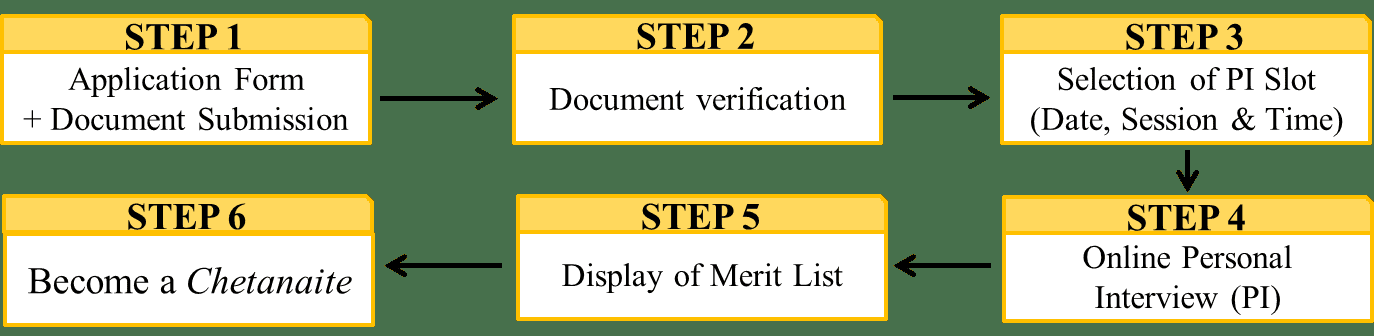 STEP 1
Application Form
+ Document Submission
STEP 2
Document verification
STEP 3
Selection of PI Slot
(Date, Session & Time)
STEP 4
Online Personal
Interview (PI)
STEP 5
Display of Merit List
STEP 6
Become a Chetanaite